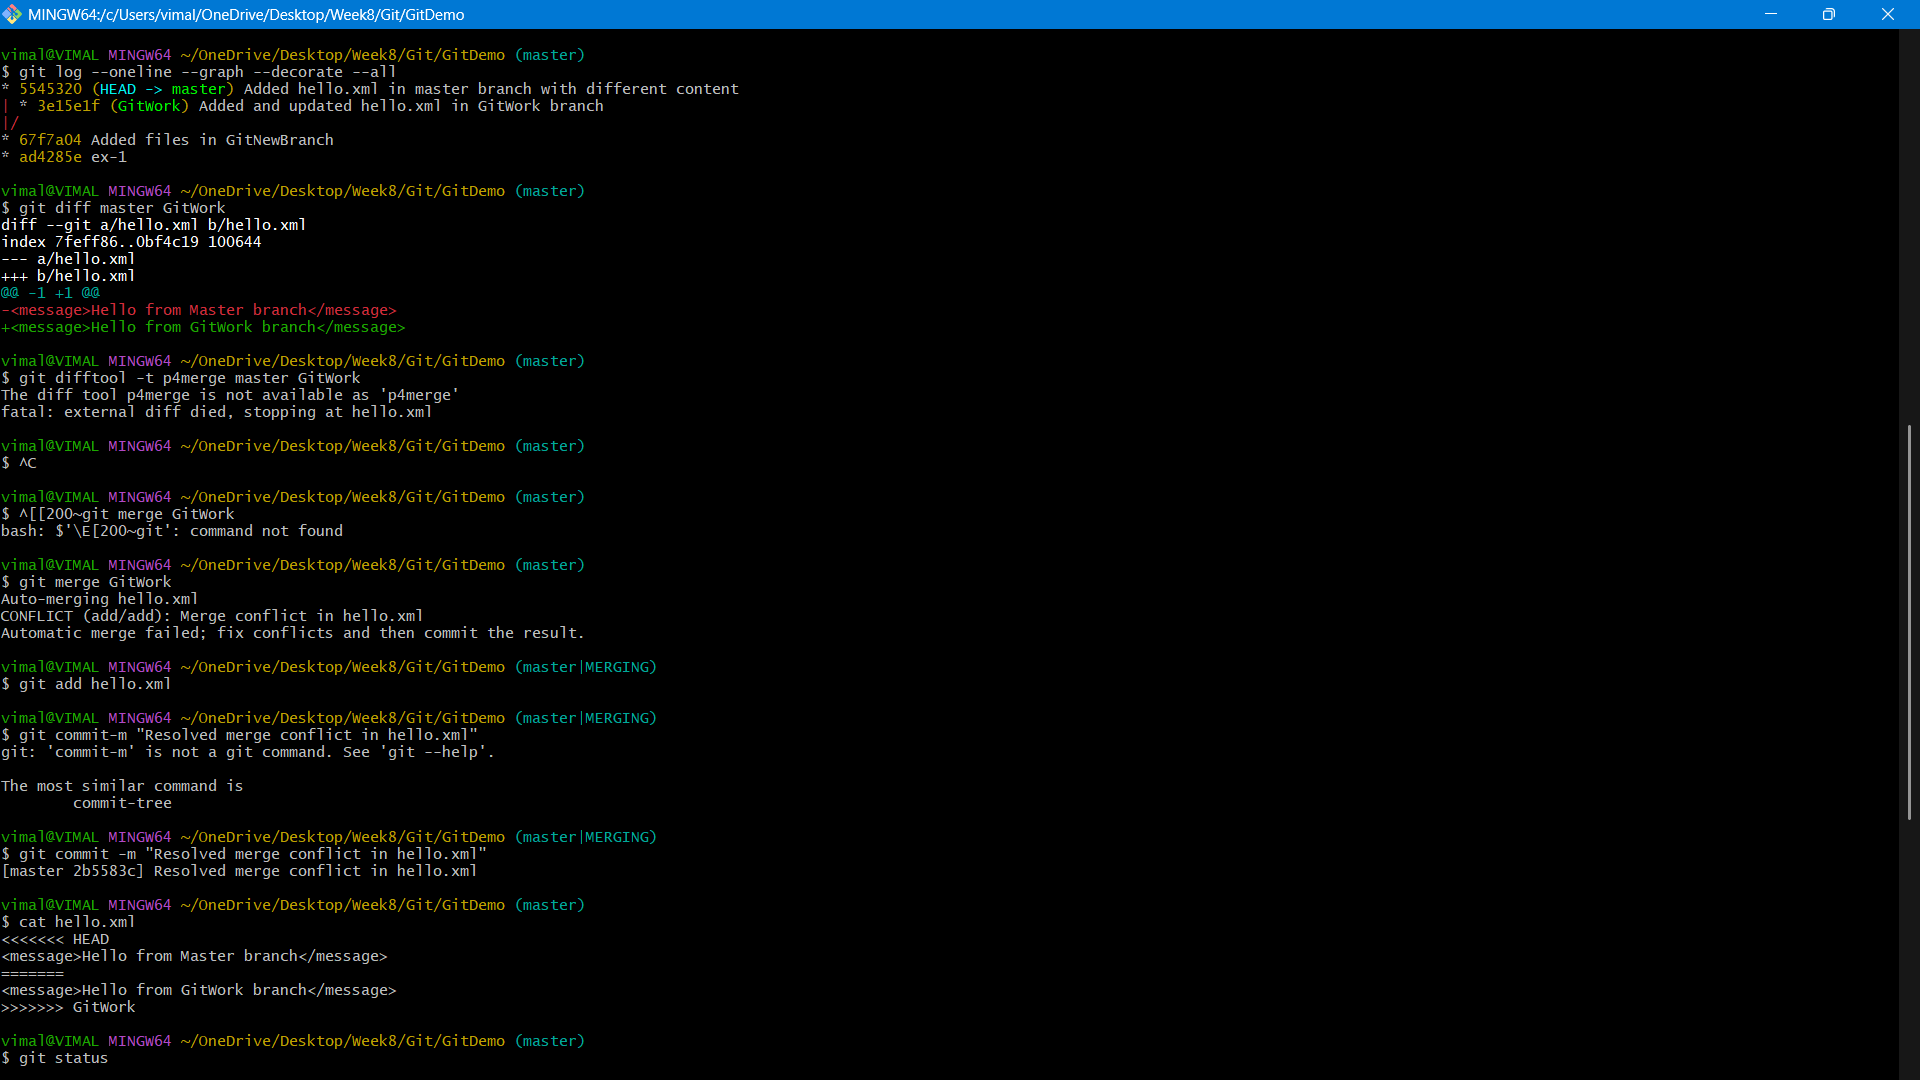 MINGW64:/c/Users/vimal/OneDrive/Desktop/Week8/Git/GitDemo
vimal@VIMAL MINGW64 ~/OneDrive/Desktop/Week8/Git/GitDemo (master)
$ git log --oneline --graph --decorate --all
* 5545320 (HEAD -> master) Added hello.xml in master branch with different content
| * 3e15e1f (GitWork) Added and updated hello.xml in GitWork branch
|/
* 67f7a04 Added files in GitNewBranch
* ad4285e ex-1
vimal@VIMAL MINGW64 ~/OneDrive/Desktop/Week8/Git/GitDemo (master)
$ git diff master GitWork
diff --git a/hello.xml b/hello.xml
index 7feff86..0bf4c19 100644
--- a/hello.xml
+++ b/hello.xml
@@ -1 +1 @@
-<message>Hello from Master branch</message>
+<message>Hello from GitWork branch</message>
vimal@VIMAL MINGW64 ~/OneDrive/Desktop/Week8/Git/GitDemo (master)
$ git difftool -t p4merge master GitWork
The diff tool p4merge is not available as 'p4merge'
fatal: external diff died, stopping at hello.xml
vimal@VIMAL MINGW64 ~/OneDrive/Desktop/Week8/Git/GitDemo (master)
$ ^C
vimal@VIMAL MINGW64 ~/OneDrive/Desktop/Week8/Git/GitDemo (master)
$ ^[[200~git merge GitWork
bash: $'\E[200~git': command not found
vimal@VIMAL MINGW64 ~/OneDrive/Desktop/Week8/Git/GitDemo (master)
$ git merge GitWork
Auto-merging hello.xml
CONFLICT (add/add): Merge conflict in hello.xml
Automatic merge failed; fix conflicts and then commit the result.
vimal@VIMAL MINGW64 ~/OneDrive/Desktop/Week8/Git/GitDemo (master|MERGING)
$ git add hello.xml
vimal@VIMAL MINGW64 ~/OneDrive/Desktop/Week8/Git/GitDemo (master|MERGING)
$ git commit-m "Resolved merge conflict in hello.xml"
git: 'commit-m' is not a git command. See 'git --help'.
The most similar command is
commit-tree
vimal@VIMAL MINGW64 ~/OneDrive/Desktop/Week8/Git/GitDemo (master|MERGING)
$ git commit -m "Resolved merge conflict in hello.xml"
[master 2b5583c] Resolved merge conflict in hello.xml
vimal@VIMAL MINGW64 ~/OneDrive/Desktop/Week8/Git/GitDemo (master)
$ cat hello.xml
<<<<<<< HEAD
<message>Hello from Master branch</message>
=======
<message>Hello from GitWork branch</message>
>>>>>>> GitWork
vimal@VIMAL MINGW64 ~/OneDrive/Desktop/Week8/Git/GitDemo (master)
$ git status